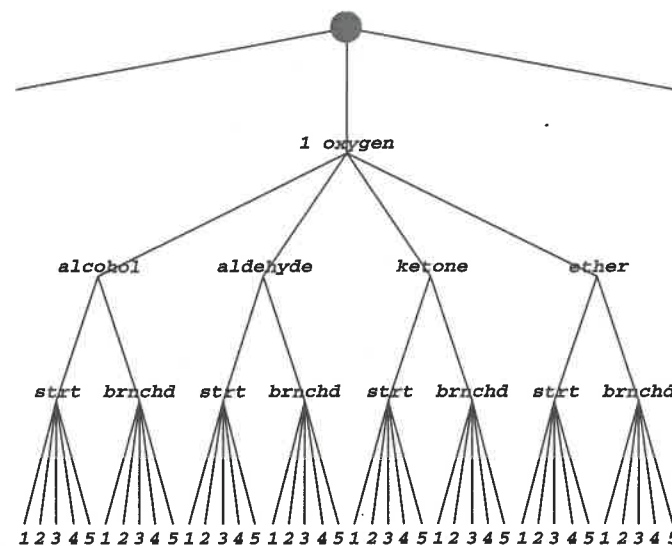 1 oxygen
alcohol aldehyde ketone ether
strt brnchd strt brnchd strt brnchd strt brnchd
1 2 3 4 5 1 2 3 4 5 1 2 3 4 5 1 2 3 4 5 1 2 3 4 5 1 2 3 4 5 1 2 3 4 5 1 2 3 4